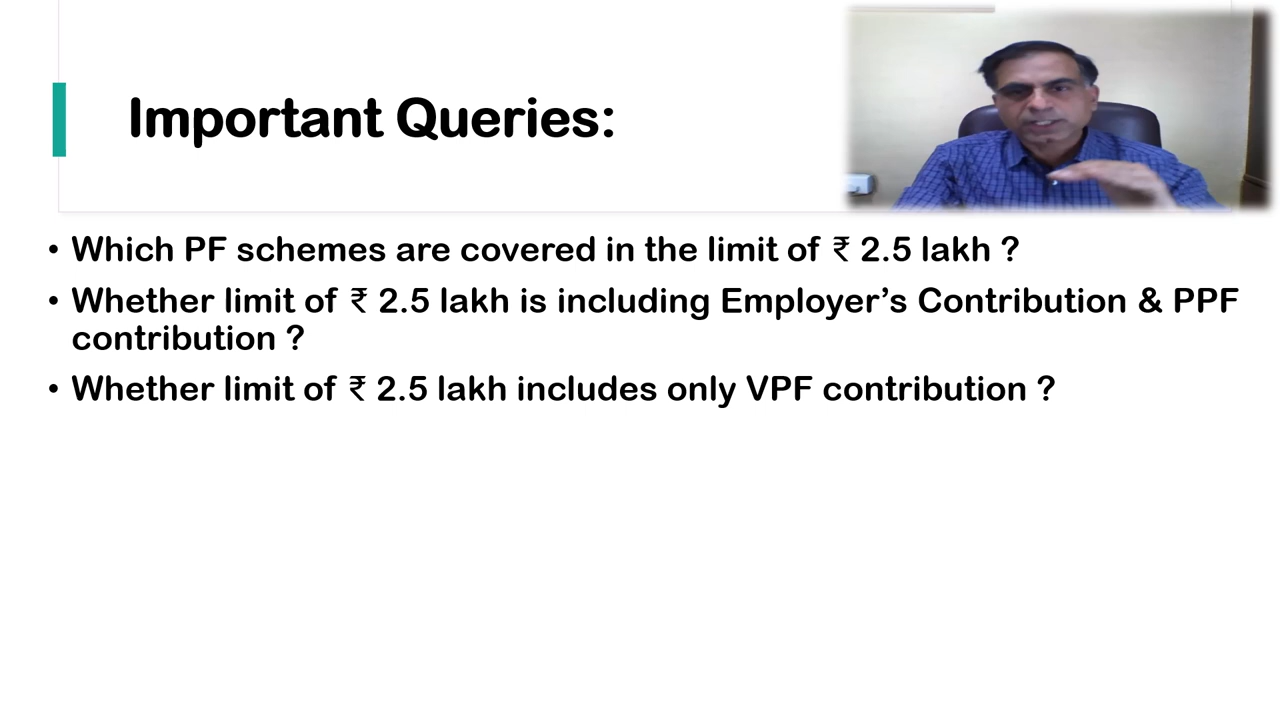 Important Queries:
• Which PF schemes are covered in the limit of ₹ 2.5 lakh ?
• Whether limit of ₹ 2.5 lakh is including Employer’s Contribution & PPF
contribution ?
• Whether limit of ₹ 2.5 lakh includes only VPF contribution ?